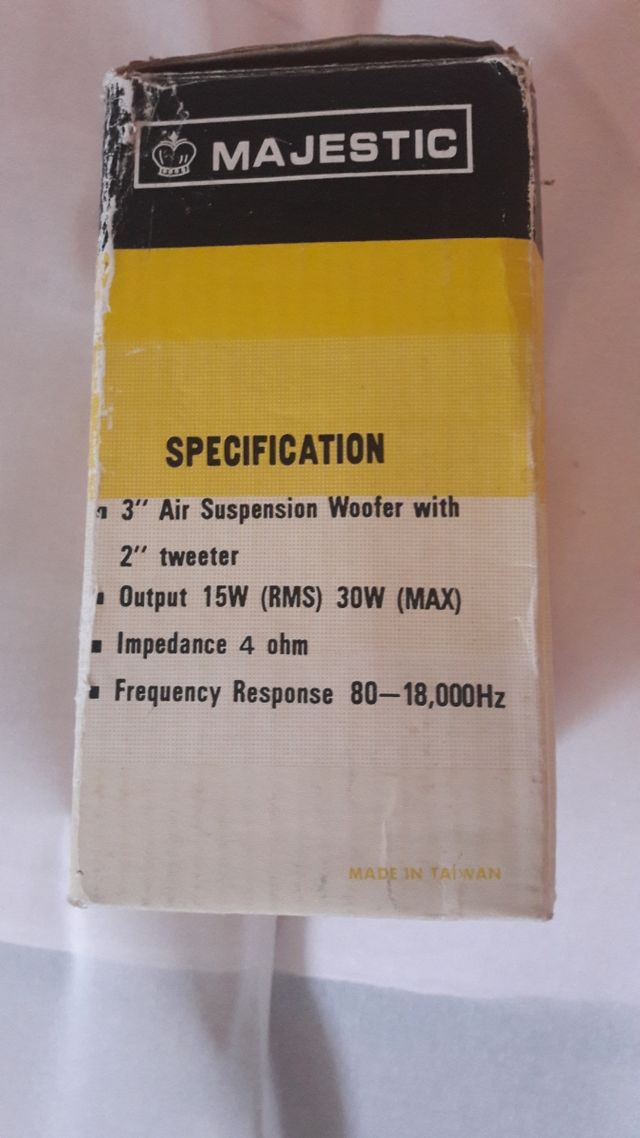 MAJESTIC
SPECIFICATION
▪ 3″ Air Suspension Woofer with
2″ tweeter
▪ Output 15W (RMS) 30W (MAX)
▪ Impedance 4 ohm
▪ Frequency Response 80—18,000Hz
MADE IN TAIWAN